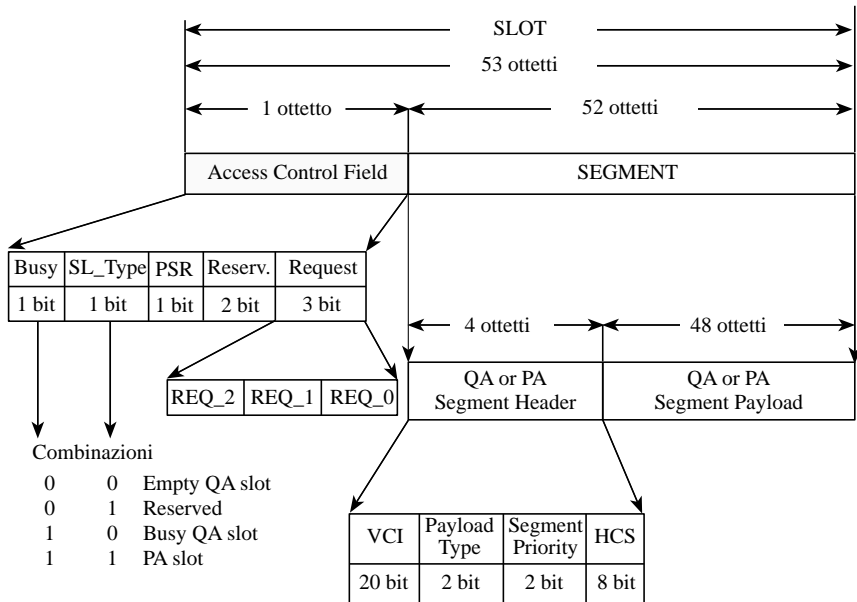 SLOT
53 ottetti
1 ottetto 52 ottetti
Access Control Field SEGMENT
Busy SL_Type PSR Reserv. Request
1 bit 1 bit 1 bit 2 bit 3 bit
4 ottetti 48 ottetti
REQ_2 REQ_1 REQ_0
QA or PA
Segment Header
QA or PA
Segment Payload
Combinazioni
0 0 Empty QA slot
0 1 Reserved
1 0 Busy QA slot
1 1 PA slot
VCI Payload Type Segment Priority HCS
20 bit 2 bit 2 bit 8 bit